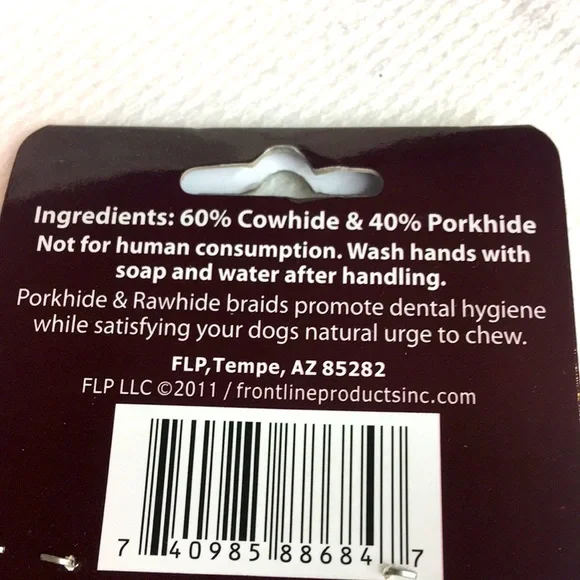 Ingredients: 60% Cowhide & 40% Porkhide
Not for human consumption. Wash hands with
soap and water after handling.
Porkhide & Rawhide braids promote dental hygiene
while satisfying your dogs natural urge to chew.
FLP,Tempe, AZ 85282
FLP LLC ©2011 / frontlineproductsinc.com
7 40985 88684 7